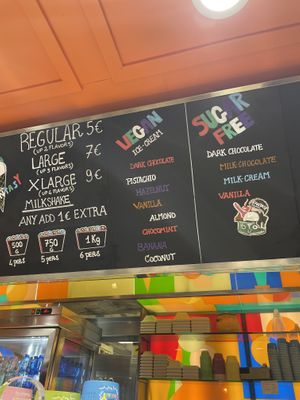 REGULAR 5€
(UP 2 FLAVORS)
LARGE 7€
(UP 3 FLAVORS)
XLARGE 9€
(UP 4 FLAVORS)
MILKSHAKE
ANY ADD 1€ EXTRA
500 G
4 pers
750 G
5 pers
1 Kg
6 pers
VEGAN
ICE-CREAM
DARK CHOCOLATE
PISTACHIO
HAZELNUT
VANILLA
ALMOND
CHOCOMINT
BANANA
COCONUT
SUGAR
FREE
DARK CHOCOLATE
MILK-CHOCOLATE
MILK-CREAM
VANILLA